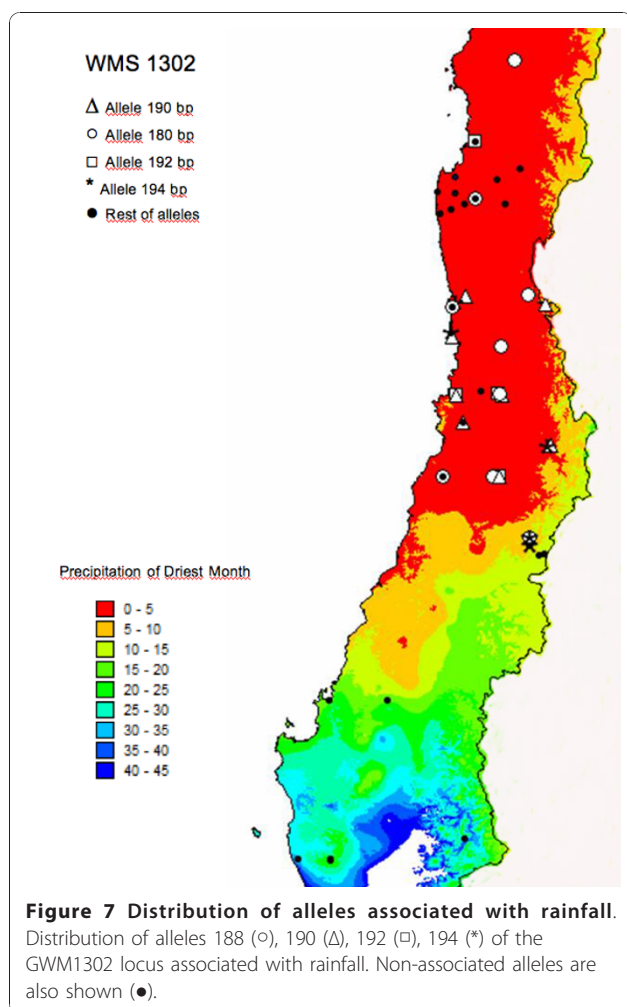 WMS 1302
Δ Allele 190 bp
○ Allele 180 bp
□ Allele 192 bp
* Allele 194 bp
● Rest of alleles
Precipitation of Driest Month
0 - 5
5 - 10
10 - 15
15 - 20
20 - 25
25 - 30
30 - 35
35 - 40
40 - 45
Figure 7 Distribution of alleles associated with rainfall.
Distribution of alleles 188 (○), 190 (Δ), 192 (□), 194 (*) of the
GWM1302 locus associated with rainfall. Non-associated alleles are
also shown (●).